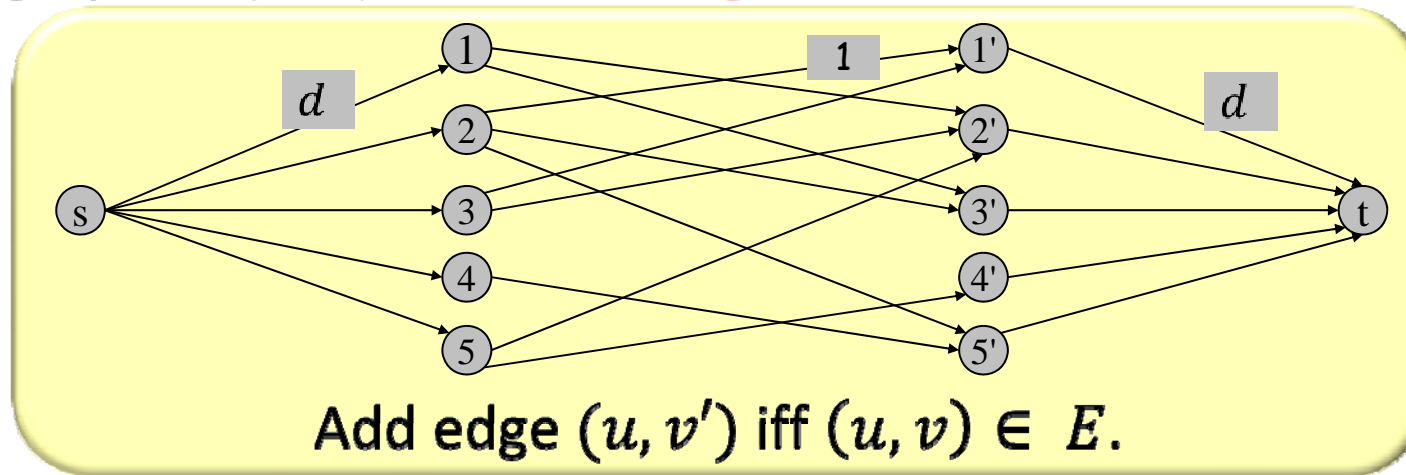 1 1 1'
d d
2 2'
s 3 3' t
4 4'
5 5'
Add edge (u, v′) iff (u, v) ∈ E.